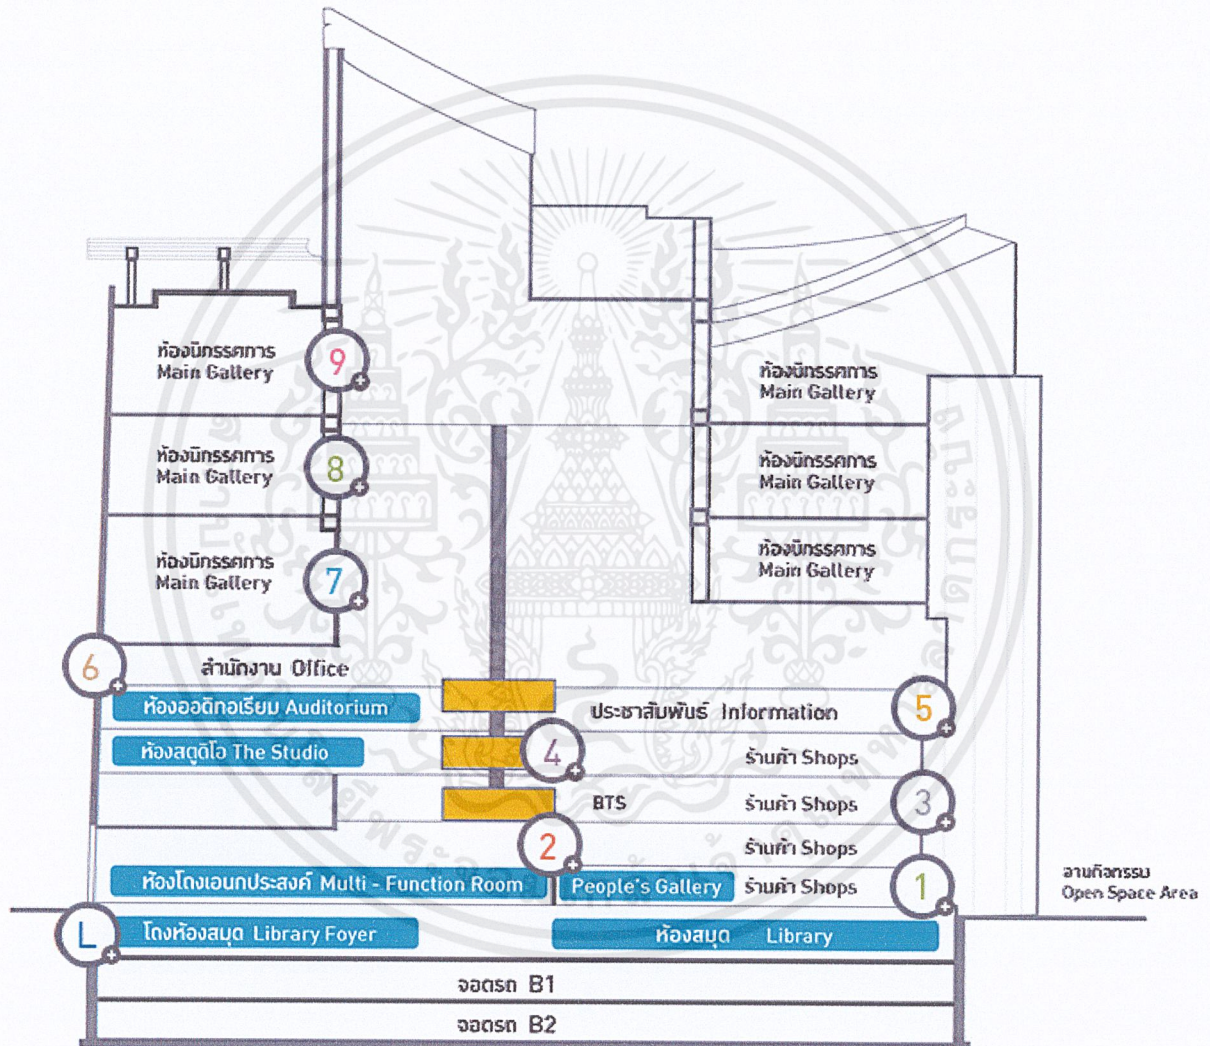 ห้องนิทรรศการ
Main Gallery
9
ห้องนิทรรศการ
Main Gallery
ห้องนิทรรศการ
Main Gallery
8
ห้องนิทรรศการ
Main Gallery
ห้องนิทรรศการ
Main Gallery
7
ห้องนิทรรศการ
Main Gallery
6
สำนักงาน Office
ห้องออดิทอเรียม Auditorium
ประชาสัมพันธ์ Information
5
ห้องสตูดิโอ The Studio
4
ร้านค้า Shops
BTS
ร้านค้า Shops
3
2
ร้านค้า Shops
ห้องโถงเอนกประสงค์ Multi - Function Room
People's Gallery
ร้านค้า Shops
1
ลานกิจกรรม
Open Space Area
L
โถงห้องสมุด Library Foyer
ห้องสมุด Library
จอดรถ B1
จอดรถ B2